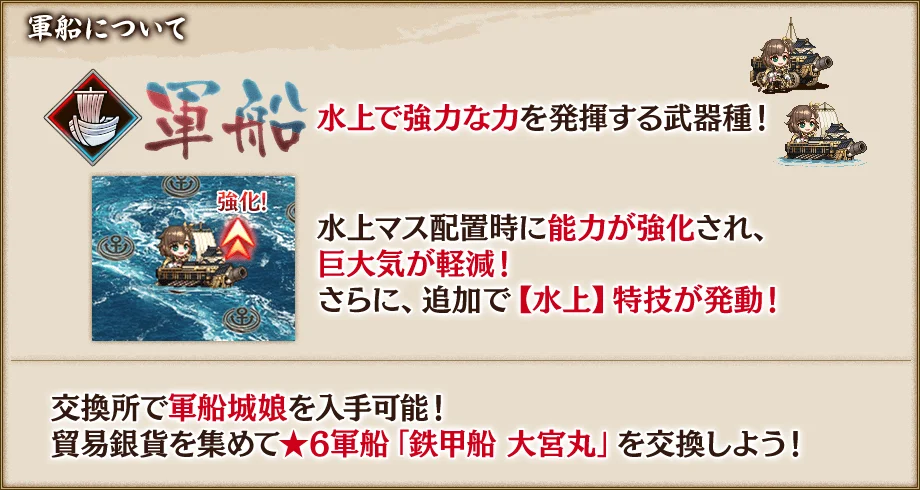 軍船について
軍船
水上で強力な力を発揮する武器種！
強化！
水上マス配置時に能力が強化され、
巨大気が軽減！
さらに、追加で【水上】特技が発動！
交換所で軍船城娘を入手可能！
貿易銀貨を集めて★6軍船「鉄甲船 大宮丸」を交換しよう！